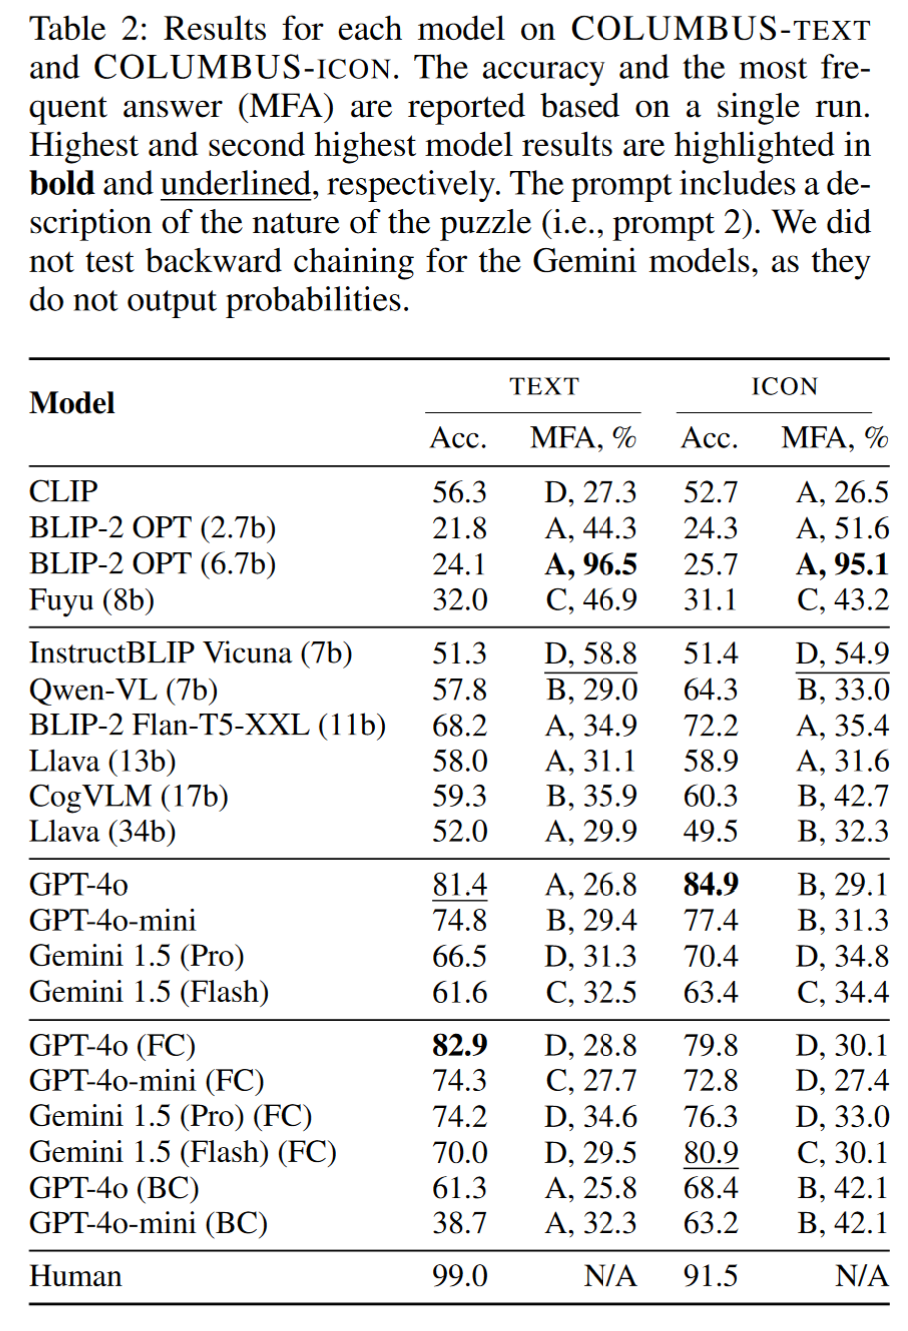 Table 2: Results for each model on COLUMBUS-TEXT
and COLUMBUS-ICON. The accuracy and the most fre-
quent answer (MFA) are reported based on a single run.
Highest and second highest model results are highlighted in
bold and underlined, respectively. The prompt includes a de-
scription of the nature of the puzzle (i.e., prompt 2). We did
not test backward chaining for the Gemini models, as they
do not output probabilities.
Model TEXT ICON
Acc. MFA, % Acc. MFA, %
CLIP 56.3 D, 27.3 52.7 A, 26.5
BLIP-2 OPT (2.7b) 21.8 A, 44.3 24.3 A, 51.6
BLIP-2 OPT (6.7b) 24.1 A, 96.5 25.7 A, 95.1
Fuyu (8b) 32.0 C, 46.9 31.1 C, 43.2
InstructBLIP Vicuna (7b) 51.3 D, 58.8 51.4 D, 54.9
Qwen-VL (7b) 57.8 B, 29.0 64.3 B, 33.0
BLIP-2 Flan-T5-XXL (11b) 68.2 A, 34.9 72.2 A, 35.4
Llava (13b) 58.0 A, 31.1 58.9 A, 31.6
CogVLM (17b) 59.3 B, 35.9 60.3 B, 42.7
Llava (34b) 52.0 A, 29.9 49.5 B, 32.3
GPT-4o 81.4 A, 26.8 84.9 B, 29.1
GPT-4o-mini 74.8 B, 29.4 77.4 B, 31.3
Gemini 1.5 (Pro) 66.5 D, 31.3 70.4 D, 34.8
Gemini 1.5 (Flash) 61.6 C, 32.5 63.4 C, 34.4
GPT-4o (FC) 82.9 D, 28.8 79.8 D, 30.1
GPT-4o-mini (FC) 74.3 C, 27.7 72.8 D, 27.4
Gemini 1.5 (Pro) (FC) 74.2 D, 34.6 76.3 D, 33.0
Gemini 1.5 (Flash) (FC) 70.0 D, 29.5 80.9 C, 30.1
GPT-4o (BC) 61.3 A, 25.8 68.4 B, 42.1
GPT-4o-mini (BC) 38.7 A, 32.3 63.2 B, 42.1
Human 99.0 N/A 91.5 N/A